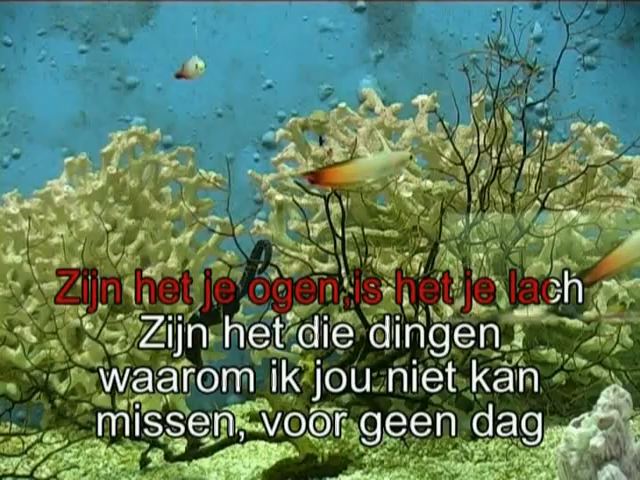 Zijn het je ogen,is het je lach
Zijn het die dingen
waarom ik jou niet kan
missen, voor geen dag